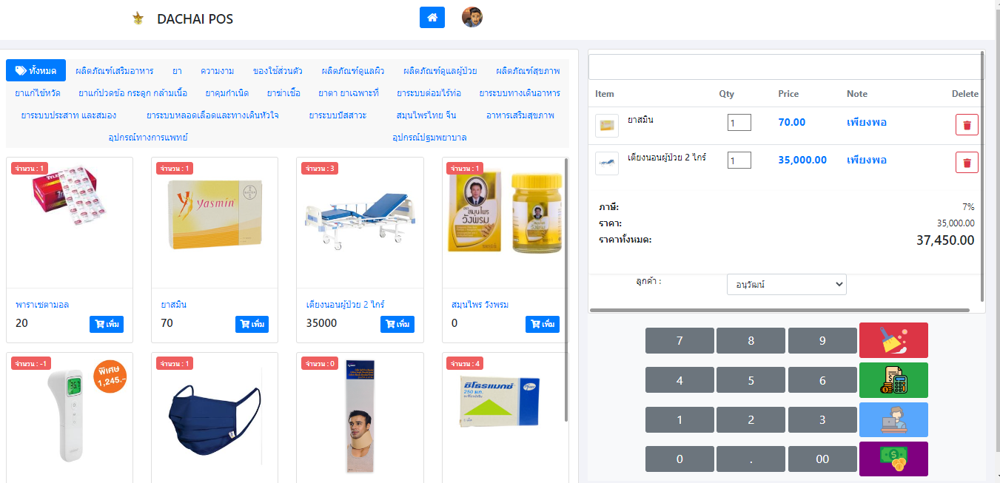 DACHAI POS
ทั้งหมด ผลิตภัณฑ์เสริมอาหาร ยา ความงาม ของใช้ส่วนตัว ผลิตภัณฑ์ดูแลผิว ผลิตภัณฑ์ดูแลผู้ป่วย ผลิตภัณฑ์สุขภาพ
ยาแก้ไข้หวัด ยาแก้ปวดข้อ กระดูก กล้ามเนื้อ ยาคุมกำเนิด ยาฆ่าเชื้อ ยาตา ยาเฉพาะที่ ยาระบบต่อมไร้ท่อ ยาระบบทางเดินอาหาร
ยาระบบประสาท และสมอง ยาระบบหลอดเลือดและทางเดินหัวใจ ยาระบบปัสสาวะ สมุนไพรไทย จีน อาหารเสริมสุขภาพ
อุปกรณ์ทางการแพทย์ อุปกรณ์ปฐมพยาบาล
จำนวน : 1 จำนวน : 1 จำนวน : 3 จำนวน : 1
Yasmin
สมุนไพร
วังพรม
พาราเซตามอล ยาสมิน เตียงนอนผู้ป่วย 2 ไกร์ สมุนไพร วังพรม
20 เพิ่ม 70 เพิ่ม 35000 เพิ่ม 0 เพิ่ม
จำนวน : -1 จำนวน : 1 จำนวน : 0 จำนวน : 4
พิเศษ
1,245.-
ซิโธรแมกซ์
250 มก.
Pfizer
Item Qty Price Note Delete
ยาสมิน 1 70.00 เพียงพอ
เตียงนอนผู้ป่วย 2 ไกร์ 1 35,000.00 เพียงพอ
ภาษี: 7%
ราคา: 35,000.00
ราคาทั้งหมด: 37,450.00
ลูกค้า : อนุวัฒน์
7 8 9
4 5 6
1 2 3
0 . 00